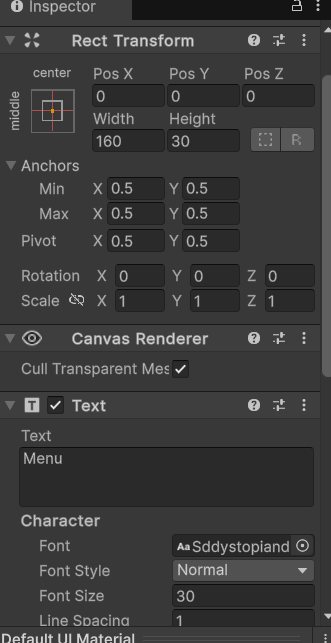 Inspector
Rect Transform
center
middle
Pos X Pos Y Pos Z
0 0 0
Width Height
160 30 R
Anchors
Min X 0.5 Y 0.5
Max X 0.5 Y 0.5
Pivot X 0.5 Y 0.5
Rotation X 0 Y 0 Z 0
Scale X 1 Y 1 Z 1
Canvas Renderer
Cull Transparent Mes
T Text
Text
Menu
Character
Font Aa Sddystopiand
Font Style Normal
Font Size 30
Line Spacing 1
Default UI Material